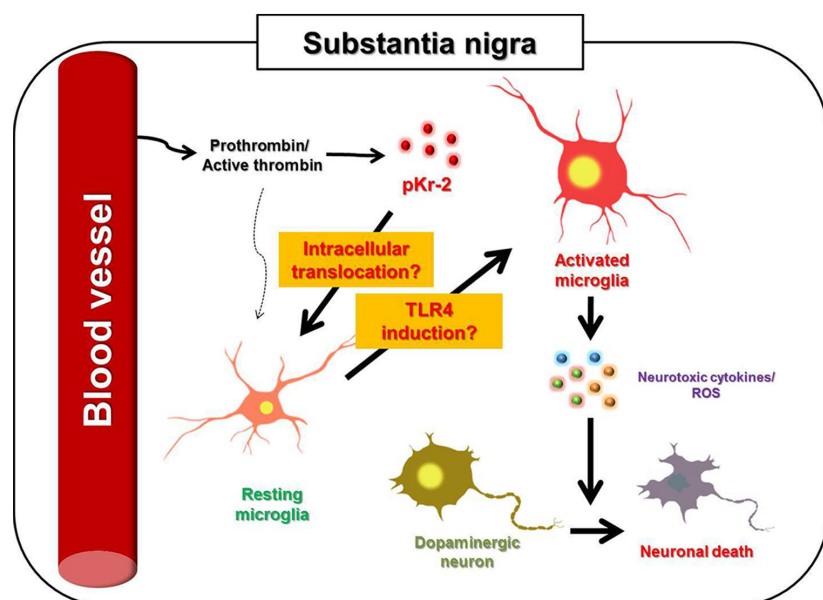 Substantia nigra
Blood vessel
Prothrombin/
Active thrombin
pKr-2
Intracellular
translocation?
TLR4
induction?
Activated
microglia
Neurotoxic cytokines/
ROS
Resting
microglia
Dopaminergic
neuron
Neuronal death